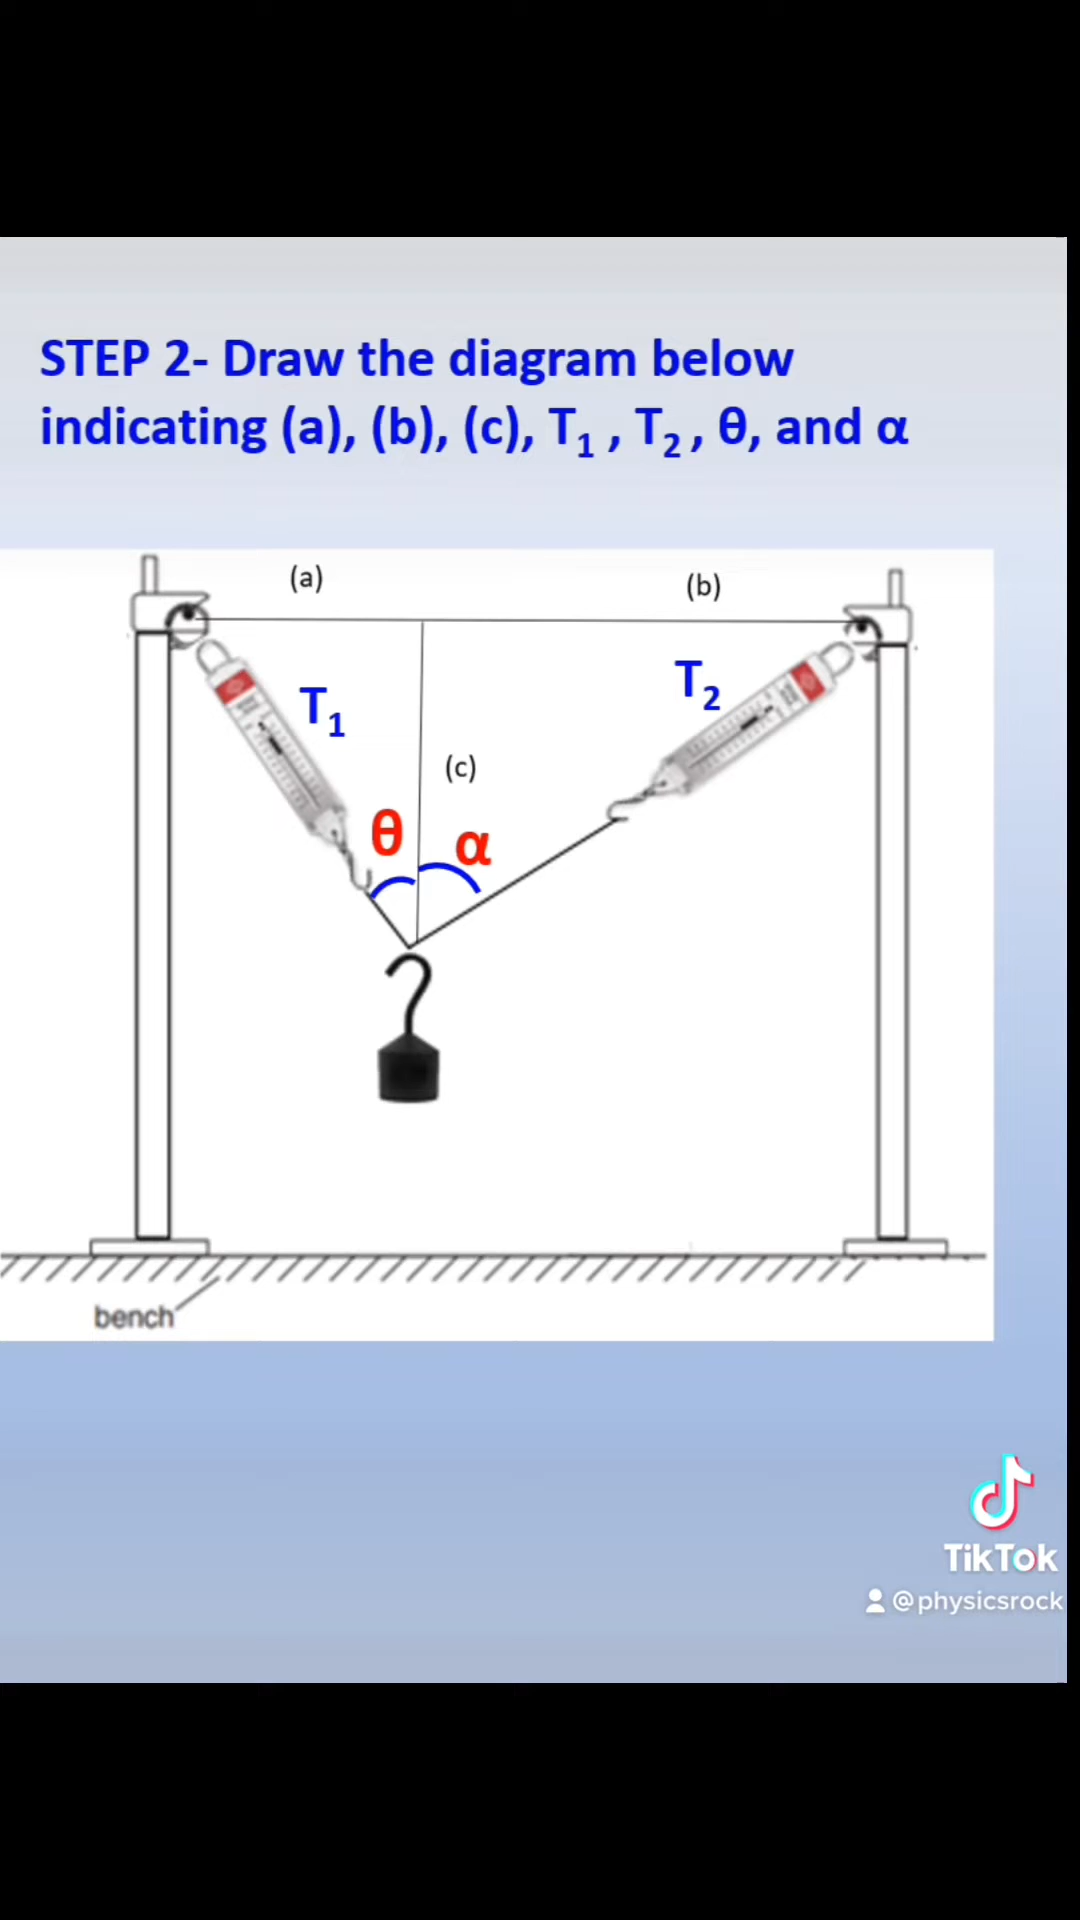 STEP 2- Draw the diagram below
indicating (a), (b), (c), T₁ , T₂ , θ, and α
(a)
(b)
T₁
T₂
(c)
θ
α
bench
TikTok
@physicsrock